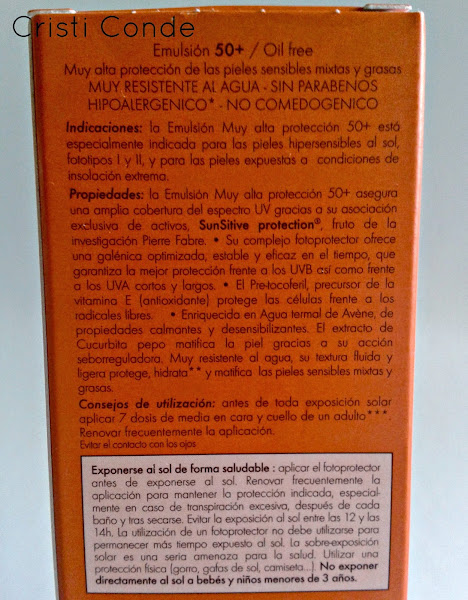 Cristi Conde
Emulsión 50+ / Oil free
Muy alta protección de las pieles sensibles mixtas y grasas
MUY RESISTENTE AL AGUA - SIN PARABENOS
HIPOALERGENICO* - NO COMEDOGENICO
Indicaciones: la Emulsión Muy alta protección 50+ está
especialmente indicada para las pieles hipersensibles al sol,
fototipos I y II, y para las pieles expuestas a condiciones de
insolación extrema.
Propiedades: la Emulsión Muy alta protección 50+ asegura
una amplia cobertura del espectro UV gracias a su asociación
exclusiva de activos, SunSitive protection®, fruto de la
investigación Pierre Fabre. • Su complejo fotoprotector ofrece
una galénica optimizada, estable y eficaz en el tiempo, que
garantiza la mejor protección frente a los UVB así como frente
a los UVA cortos y largos. • El Pre-tocoferil, precursor de la
vitamina E (antioxidante) protege las células frente a los
radicales libres. • Enriquecida en Agua termal de Avène, de
propiedades calmantes y desensibilizantes. El extracto de
Cucurbita pepo matifica la piel gracias a su acción
seborreguladora. Muy resistente al agua, su textura fluida y
ligera protege, hidrata** y matifica las pieles sensibles mixtas y
grasas.
Consejos de utilización: antes de toda exposición solar
aplicar 7 dosis de media en cara y cuello de un adulto***.
Renovar frecuentemente la aplicación.
Evitar el contacto con los ojos
Exponerse al sol de forma saludable : aplicar el fotoprotector
antes de exponerse al sol. Renovar frecuentemente la
aplicación para mantener la protección indicada, especial-
mente en caso de transpiración excesiva, después de cada
baño y tras secarse. Evitar la exposición al sol entre las 12 y las
14h. La utilización de un fotoprotector no debe utilizarse para
permanecer más tiempo expuesto al sol. La sobre-exposición
solar es una seria amenaza para la salud. Utilizar una
protección física (gorro, gafas de sol, camiseta...). No exponer
directamente al sol a bebés y niños menores de 3 años.